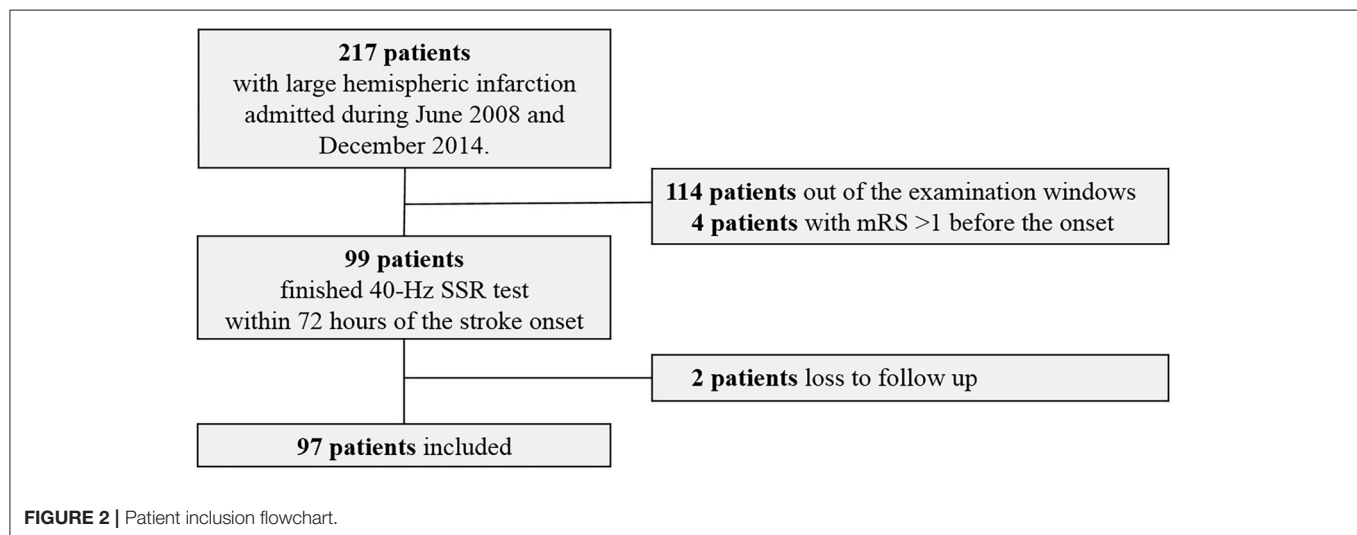 217 patients
with large hemispheric infarction
admitted during June 2008 and
December 2014.
114 patients out of the examination windows
4 patients with mRS >1 before the onset
99 patients
finished 40-Hz SSR test
within 72 hours of the stroke onset
2 patients loss to follow up
97 patients included
FIGURE 2 | Patient inclusion flowchart.